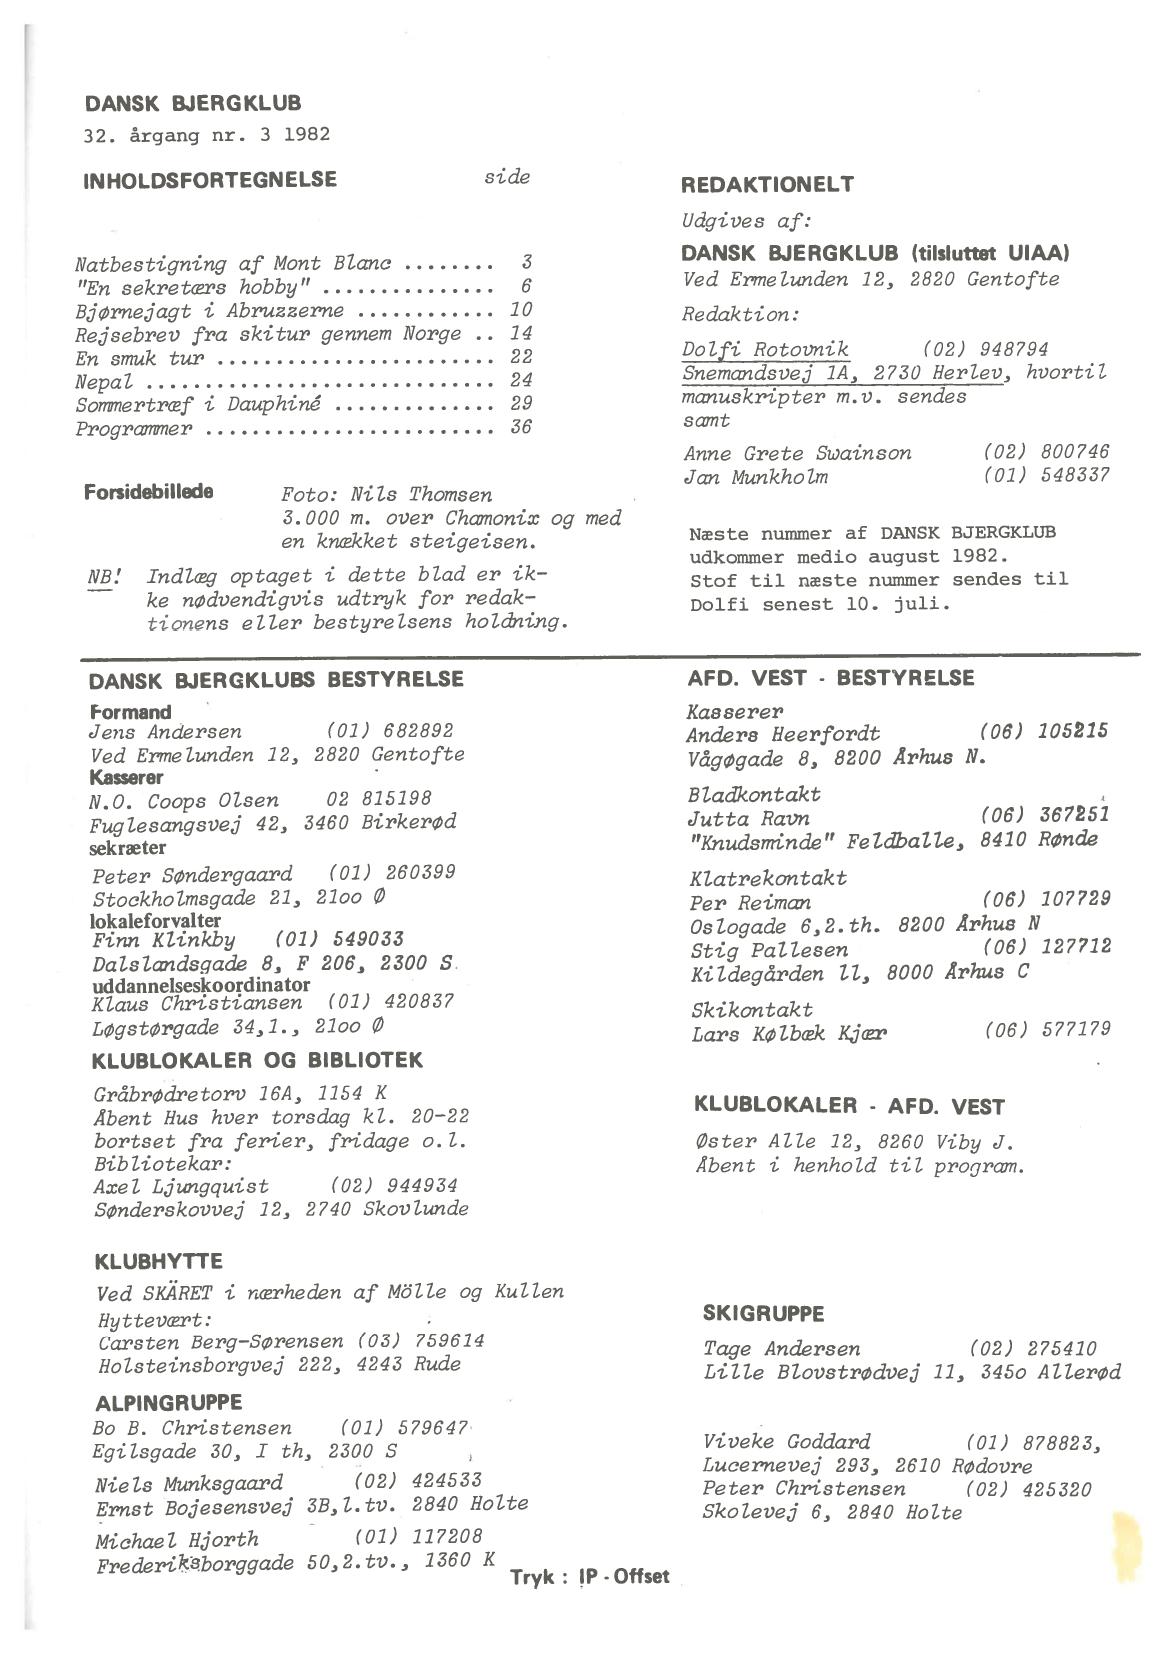 DANSK BJERGKLUB
32. årgang nr. 3 1982
INHOLDSFORTEGNELSE side
Natbestigning af Mont Blanc ........ 3
"En sekretærs hobby" ............... 6
Bjørnejagt i Abruzzerne ............ 10
Rejsebrev fra skitur gennem Norge .. 14
En smuk tur ........................ 22
Nepal .............................. 24
Sommertræf i Dauphiné .............. 29
Programmer ......................... 36
Forsidebillede Foto: Nils Thomsen
3.000 m. over Chamonix og med
en knækket steigeisen.
NB! Indlæg optaget i dette blad er ik-
ke nødvendigvis udtryk for redak-
tionens eller bestyrelsens holdning.
REDAKTIONELT
Udgives af:
DANSK BJERGKLUB (tilsluttet UIAA)
Ved Ermelunden 12, 2820 Gentofte
Redaktion:
Dolfi Rotovnik (02) 948794
Snemandsvej 1A, 2730 Herlev, hvortil
manuskripter m.v. sendes
samt
Anne Grete Swainson (02) 800746
Jan Munkholm (01) 548337
Næste nummer af DANSK BJERGKLUB
udkommer medio august 1982.
Stof til næste nummer sendes til
Dolfi senest 10. juli.
DANSK BJERGKLUBS BESTYRELSE
Formand
Jens Andersen (01) 682892
Ved Ermelunden 12, 2820 Gentofte
Kasserer
N.O. Coops Olsen 02 815198
Fuglesangsvej 42, 3460 Birkerød
sekræter
Peter Søndergaard (01) 260399
Stockholmsgade 21, 21oo Ø
lokaleforvalter
Finn Klinkby (01) 549033
Dalslandsgade 8, F 206, 2300 S.
uddannelseskoordinator
Klaus Christiansen (01) 420837
Løgstørgade 34,1., 21oo Ø
KLUBLOKALER OG BIBLIOTEK
Gråbrødretorv 16A, 1154 K
Åbent Hus hver torsdag kl. 20-22
bortset fra ferier, fridage o.l.
Bibliotekar:
Axel Ljungquist (02) 944934
Sønderskovvej 12, 2740 Skovlunde
KLUBHYTTE
Ved SKÄRET i nærheden af Mölle og Kullen
Hyttevært:
Carsten Berg-Sørensen (03) 759614
Holsteinsborgvej 222, 4243 Rude
ALPINGRUPPE
Bo B. Christensen (01) 579647
Egilsgade 30, I th, 2300 S
Niels Munksgaard (02) 424533
Ernst Bojesensvej 3B,l.tv. 2840 Holte
Michael Hjorth (01) 117208
Frederiksborggade 50,2.tv., 1360 K
AFD. VEST - BESTYRELSE
Kasserer
Anders Heerfordt (06) 105215
Vågøgade 8, 8200 Århus N.
Bladkontakt
Jutta Ravn (06) 367251
"Knudsminde" Feldballe, 8410 Rønde
Klatrekontakt
Per Reiman (06) 107729
Oslogade 6,2.th. 8200 Århus N
Stig Pallesen (06) 127712
Kildegården ll, 8000 Århus C
Skikontakt
Lars Kølbæk Kjær (06) 577179
KLUBLOKALER - AFD. VEST
Øster Alle 12, 8260 Viby J.
Åbent i henhold til program.
SKIGRUPPE
Tage Andersen (02) 275410
Lille Blovstrødvej 11, 345o Allerød
Viveke Goddard (01) 878823,
Lucernevej 293, 2610 Rødovre
Peter Christensen (02) 425320
Skolevej 6, 2840 Holte
Tryk : IP - Offset